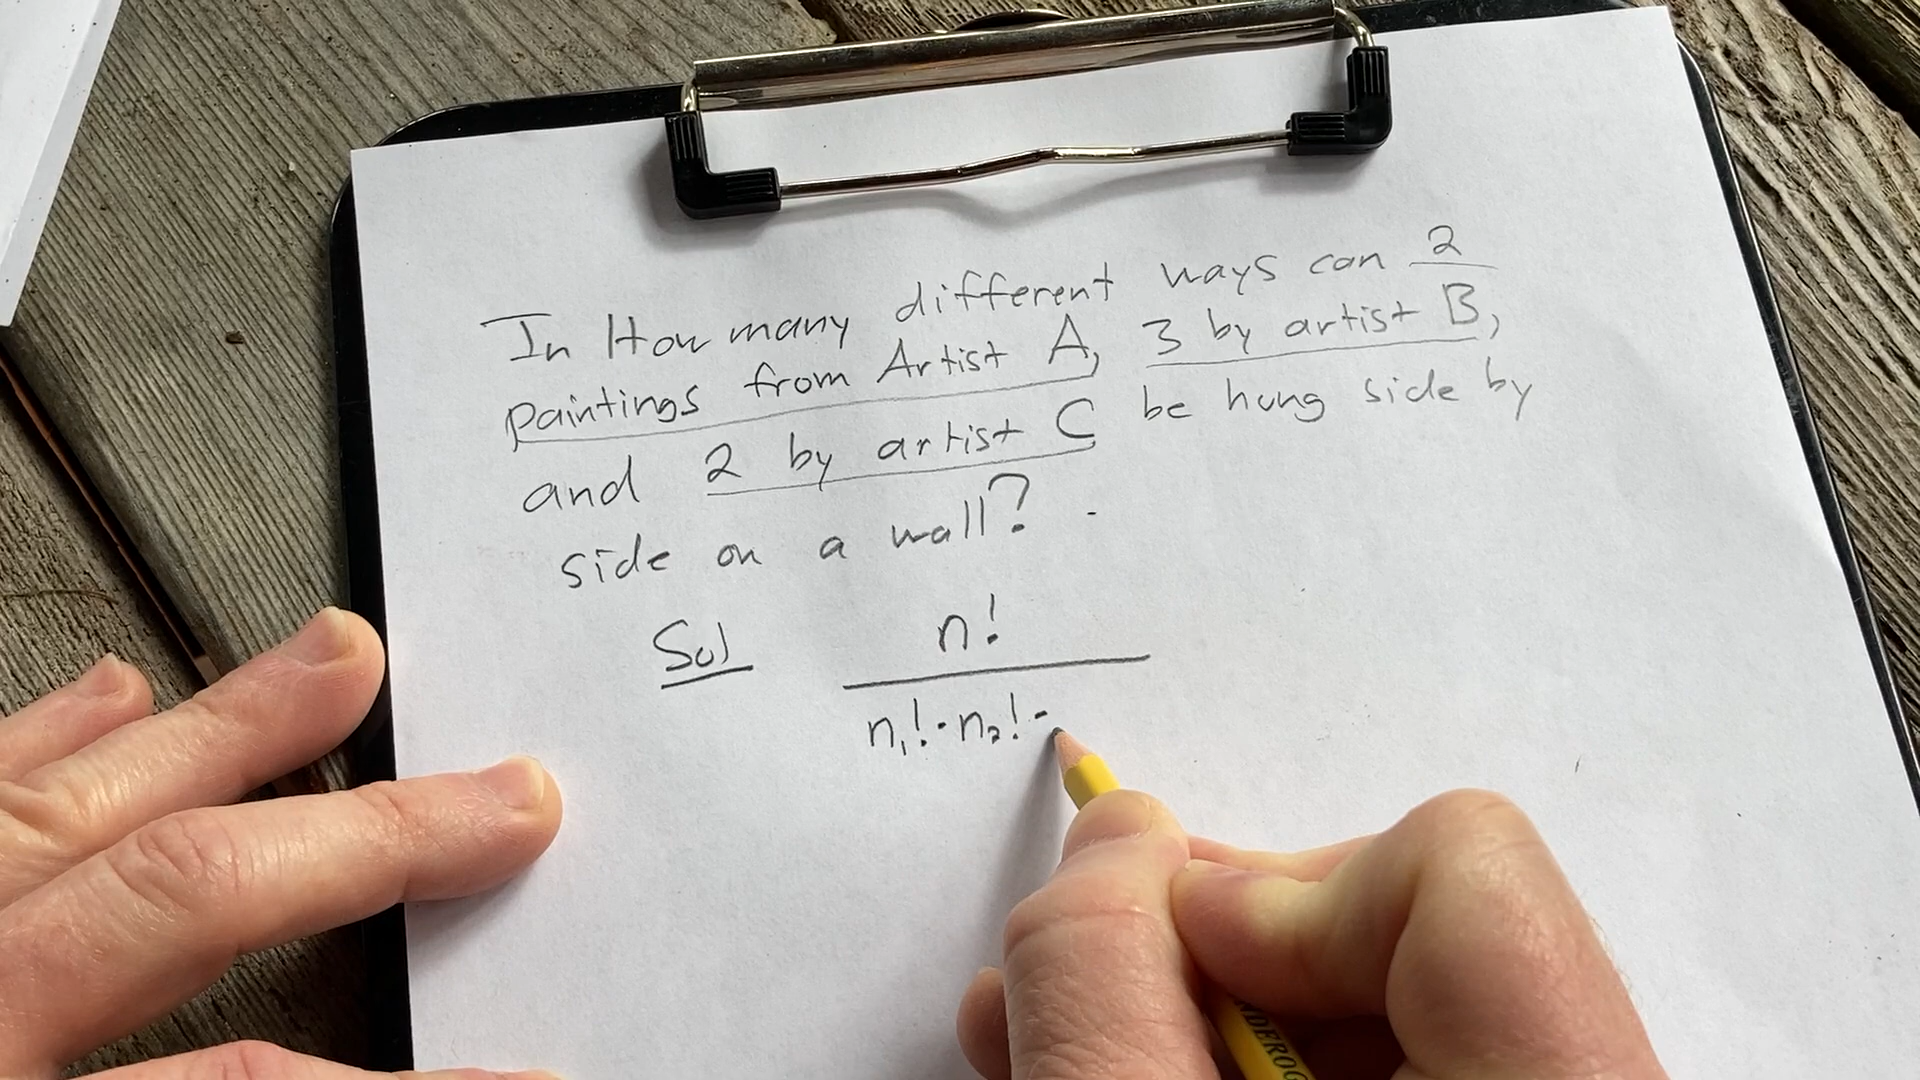 In How many different ways can 2
paintings from Artist A, 3 by artist B,
and 2 by artist C be hung side by
side on a wall? .
Sol n!
n₁!·n₂!·